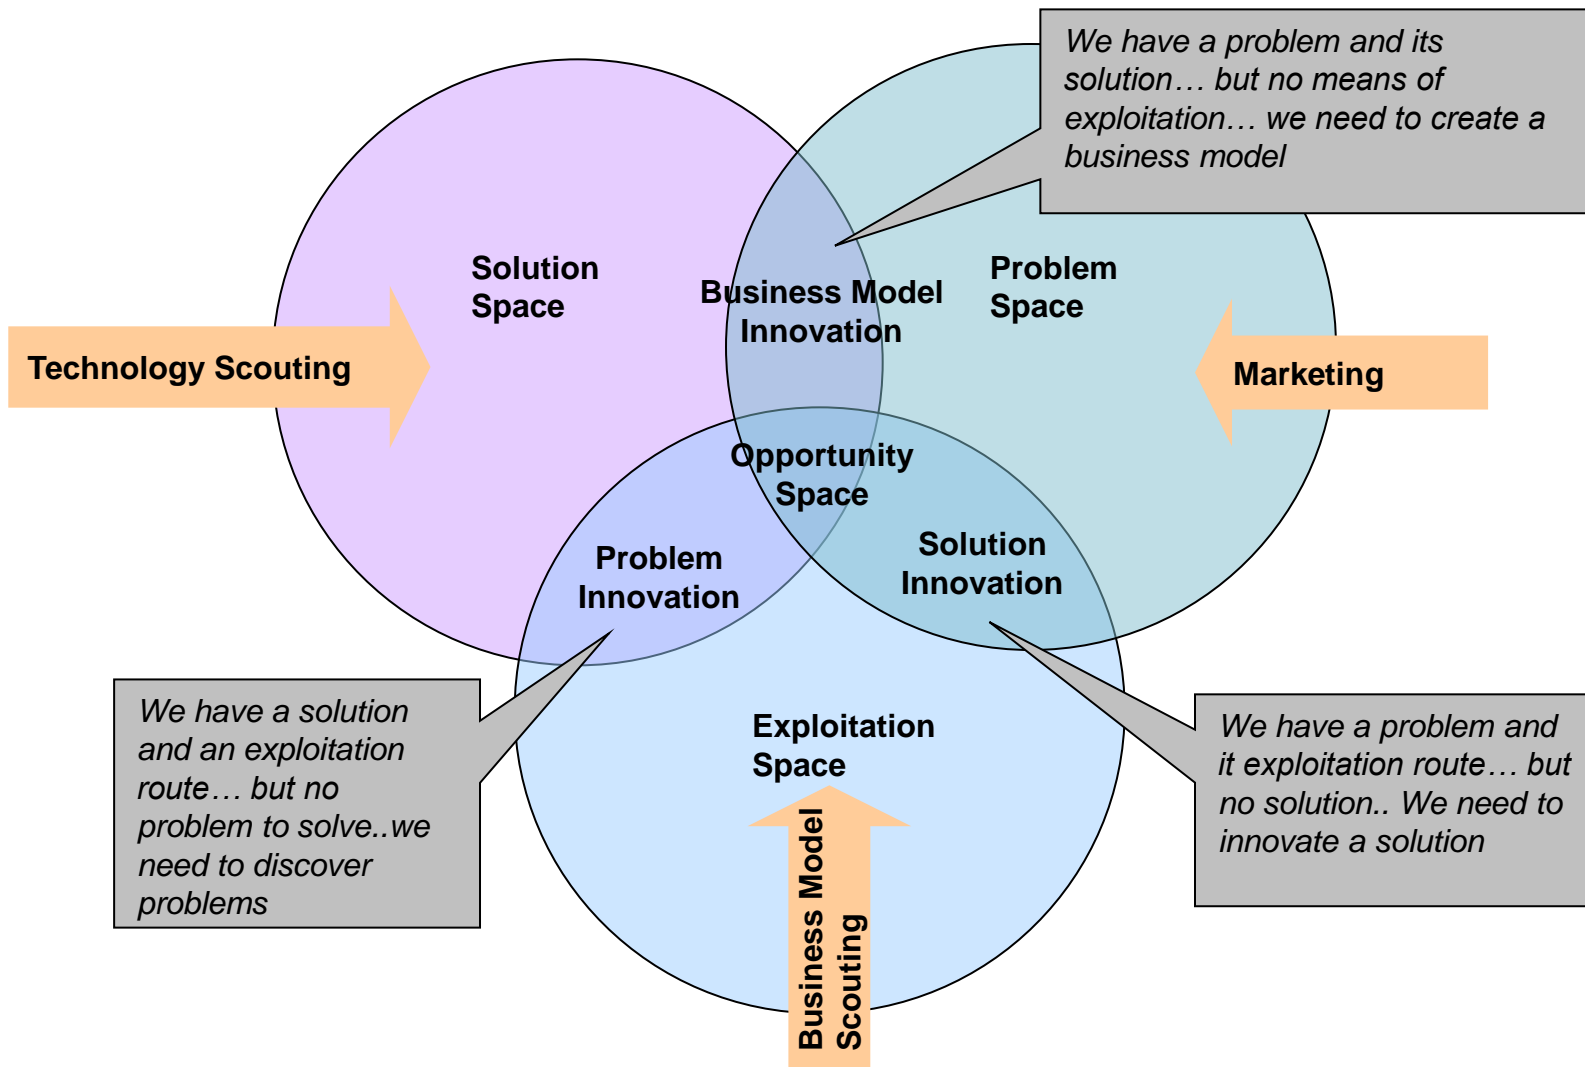 We have a problem and its
solution… but no means of
exploitation… we need to create a
business model
Solution
Space
Business Model
Innovation
Problem
Space
Technology Scouting
Marketing
Opportunity
Space
Problem
Innovation
Solution
Innovation
We have a solution
and an exploitation
route… but no
problem to solve..we
need to discover
problems
Exploitation
Space
We have a problem and
it exploitation route… but
no solution.. We need to
innovate a solution
Business Model
Scouting